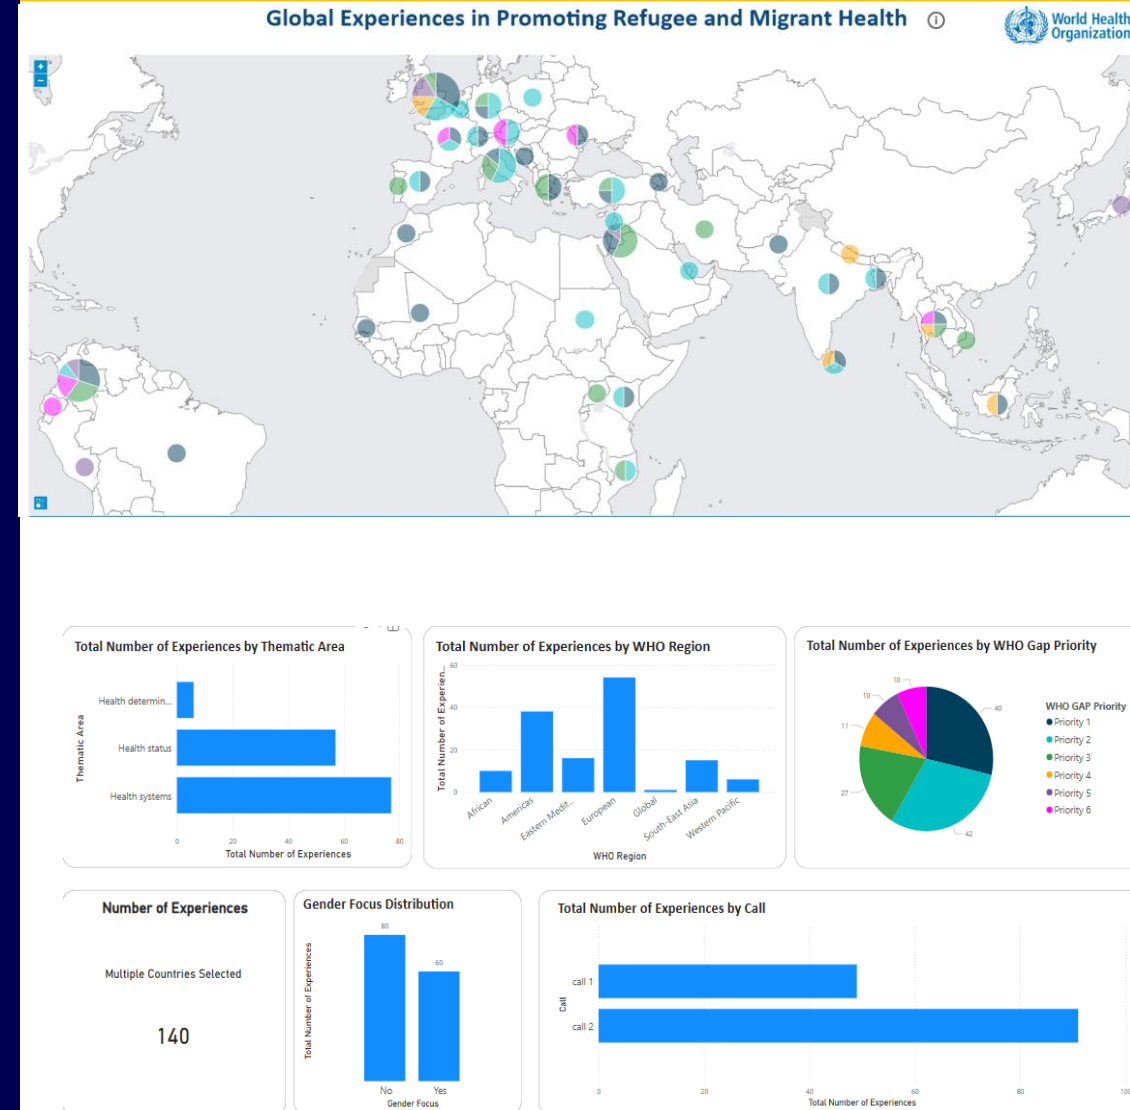 Global Experiences in Promoting Refugee and Migrant Health
World Health
Organization
+
−
Total Number of Experiences by Thematic Area
Thematic Area
Health determin...
Health status
Health systems
0 20 40 60 80
Total Number of Experiences
Total Number of Experiences by WHO Region
Total Number of Experien...
60
40
20
0
African
Americas
Eastern Medit...
European
Global
South-East Asia
Western Pacific
WHO Region
Total Number of Experiences by WHO Gap Priority
10
10
11
27
40
42
WHO GAP Priority
Priority 1
Priority 2
Priority 3
Priority 4
Priority 5
Priority 6
Number of Experiences
Multiple Countries Selected
140
Gender Focus Distribution
Total Number of Experiences
80
60
No Yes
Gender Focus
Total Number of Experiences by Call
Call
call 1
call 2
0 20 40 60 80 100
Total Number of Experiences